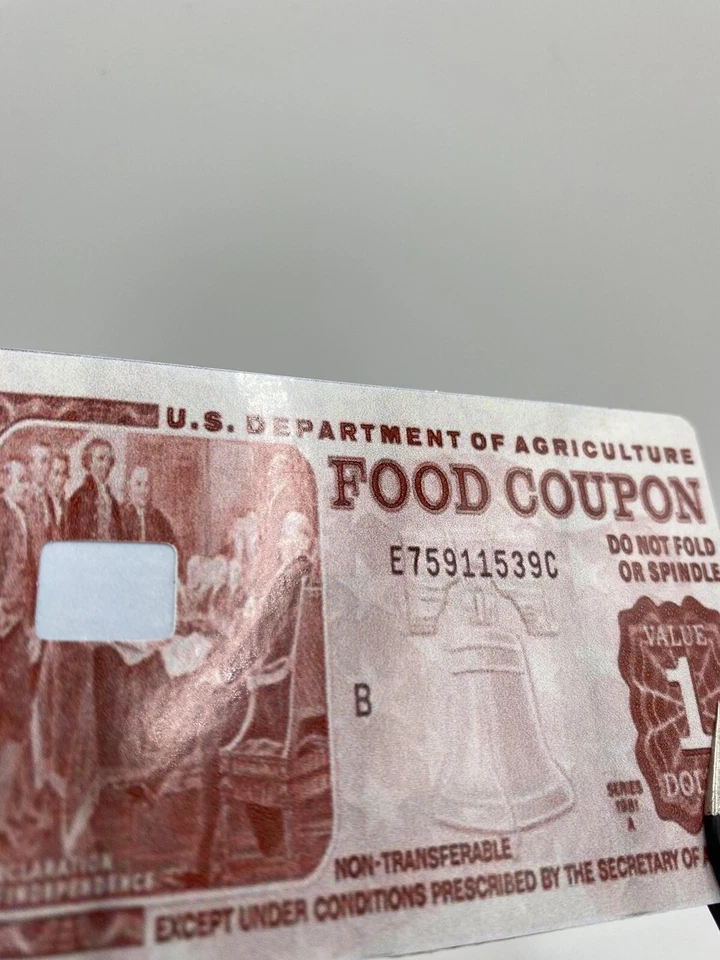 U.S. DEPARTMENT OF AGRICULTURE
FOOD COUPON
DO NOT FOLD
OR SPINDLE
E75911539C
VALUE
1
B
SERIES
1981
A
NON-TRANSFERABLE
EXCEPT UNDER CONDITIONS PRESCRIBED BY THE SECRETARY OF